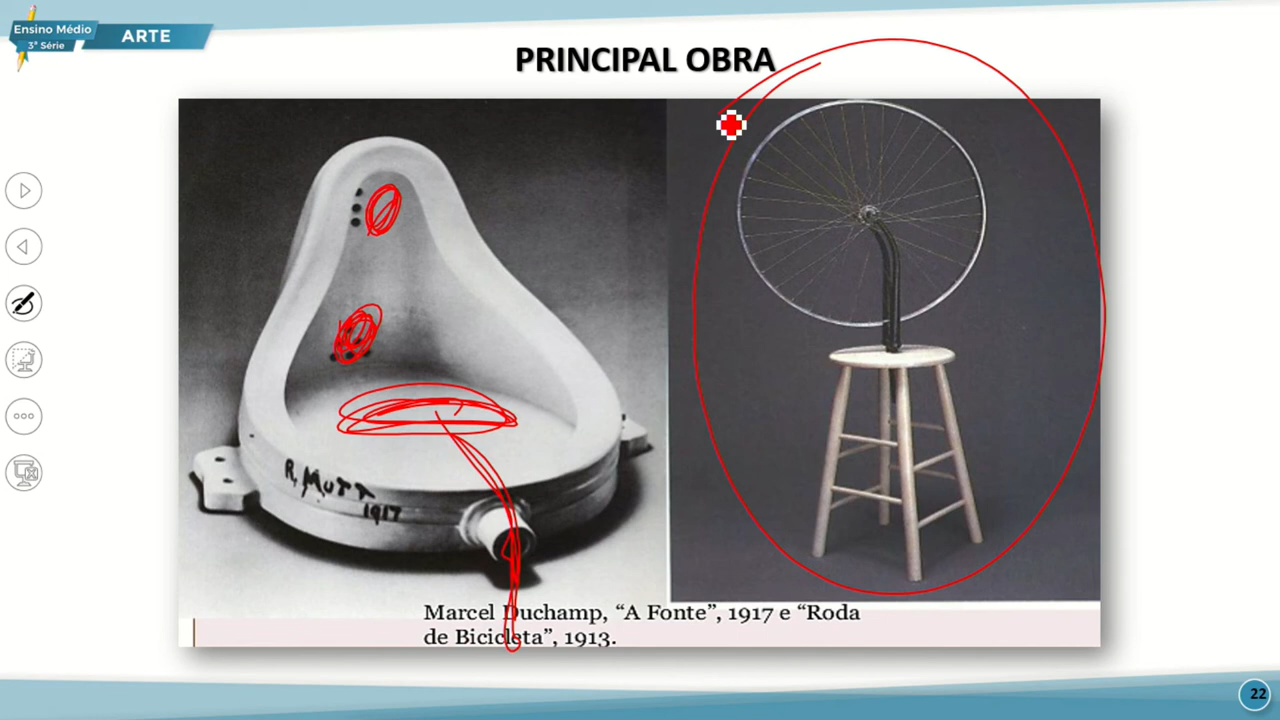 Ensino Médio
3ª Série
ARTE
PRINCIPAL OBRA
R. MUTT
1917
Marcel Duchamp, “A Fonte”, 1917 e “Roda
de Bicicleta”, 1913.
22